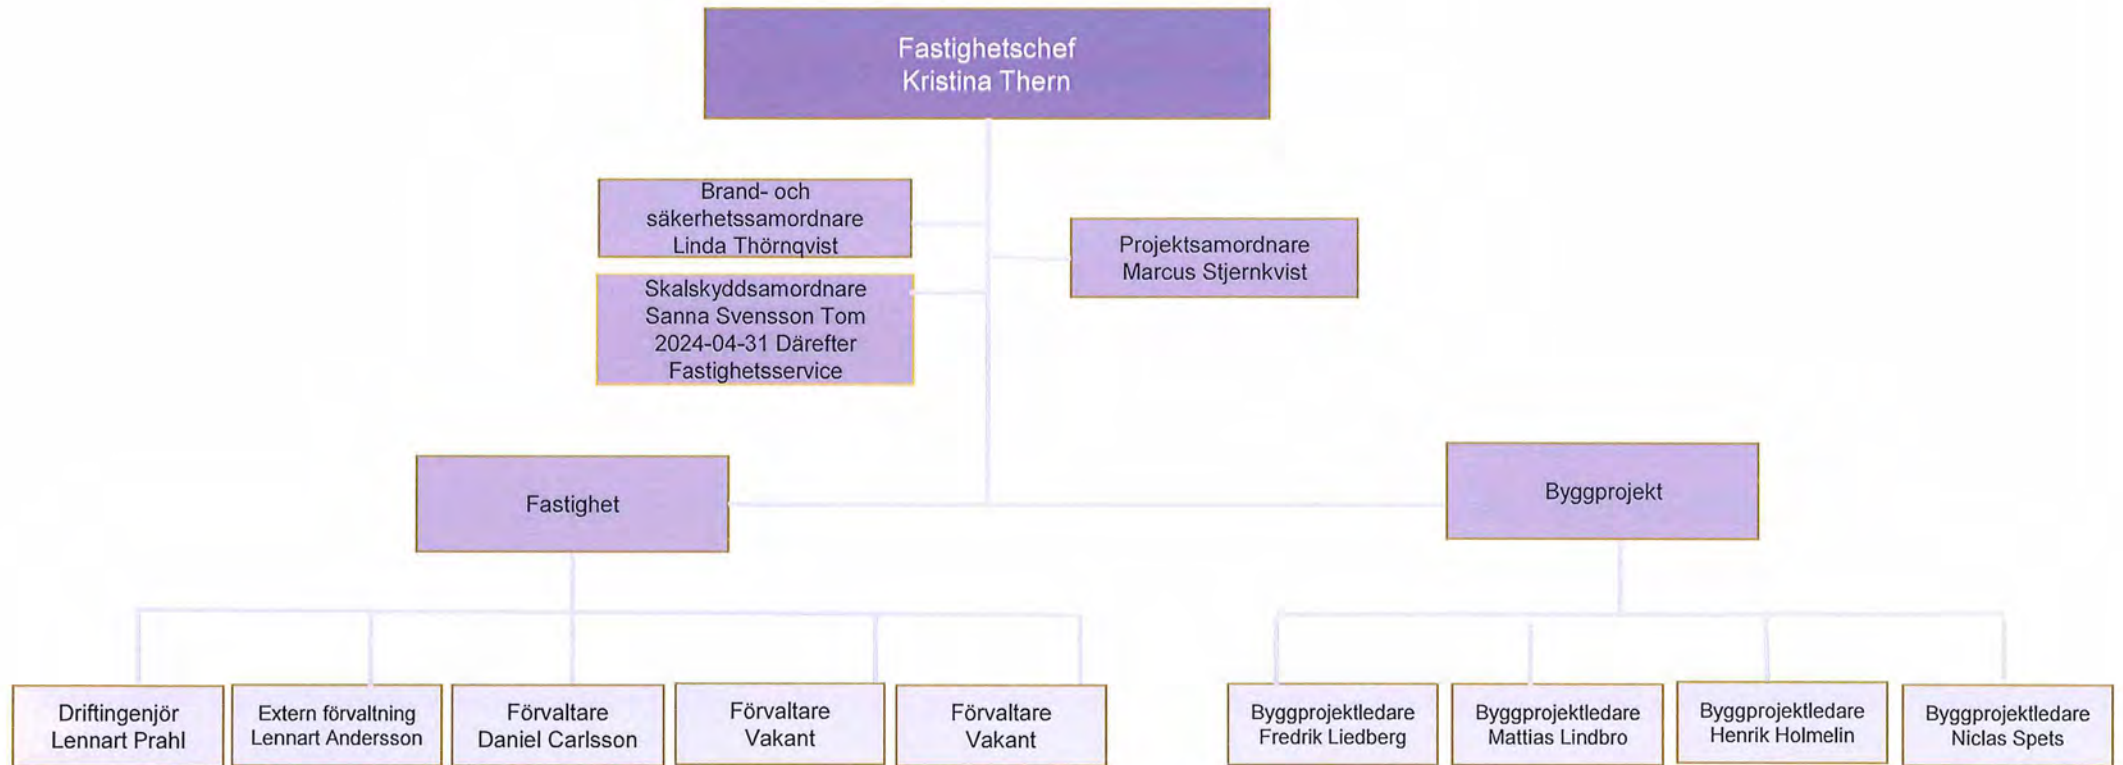 Fastighetschef
Kristina Thern
Brand- och
säkerhetssamordnare
Linda Thörnqvist
Projektsamordnare
Marcus Stjernkvist
Skalskyddsamordnare
Sanna Svensson Tom
2024-04-31 Därefter
Fastighetsservice
Fastighet
Byggprojekt
Driftingenjör
Lennart Prahl
Extern förvaltning
Lennart Andersson
Förvaltare
Daniel Carlsson
Förvaltare
Vakant
Förvaltare
Vakant
Byggprojektledare
Fredrik Liedberg
Byggprojektledare
Mattias Lindbro
Byggprojektledare
Henrik Holmelin
Byggprojektledare
Niclas Spets